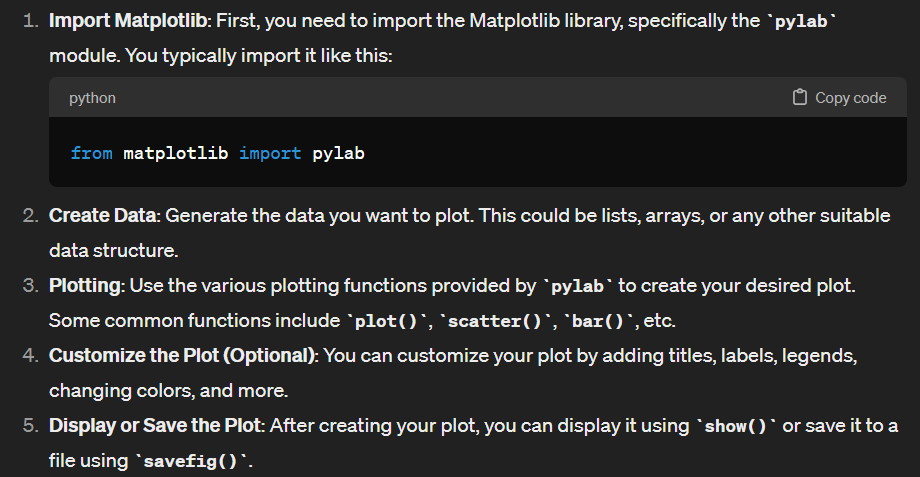 1. Import Matplotlib: First, you need to import the Matplotlib library, specifically the `pylab`
module. You typically import it like this:
python Copy code
from matplotlib import pylab
2. Create Data: Generate the data you want to plot. This could be lists, arrays, or any other suitable
data structure.
3. Plotting: Use the various plotting functions provided by `pylab` to create your desired plot.
Some common functions include `plot()`, `scatter()`, `bar()`, etc.
4. Customize the Plot (Optional): You can customize your plot by adding titles, labels, legends,
changing colors, and more.
5. Display or Save the Plot: After creating your plot, you can display it using `show()` or save it to a
file using `savefig()`.